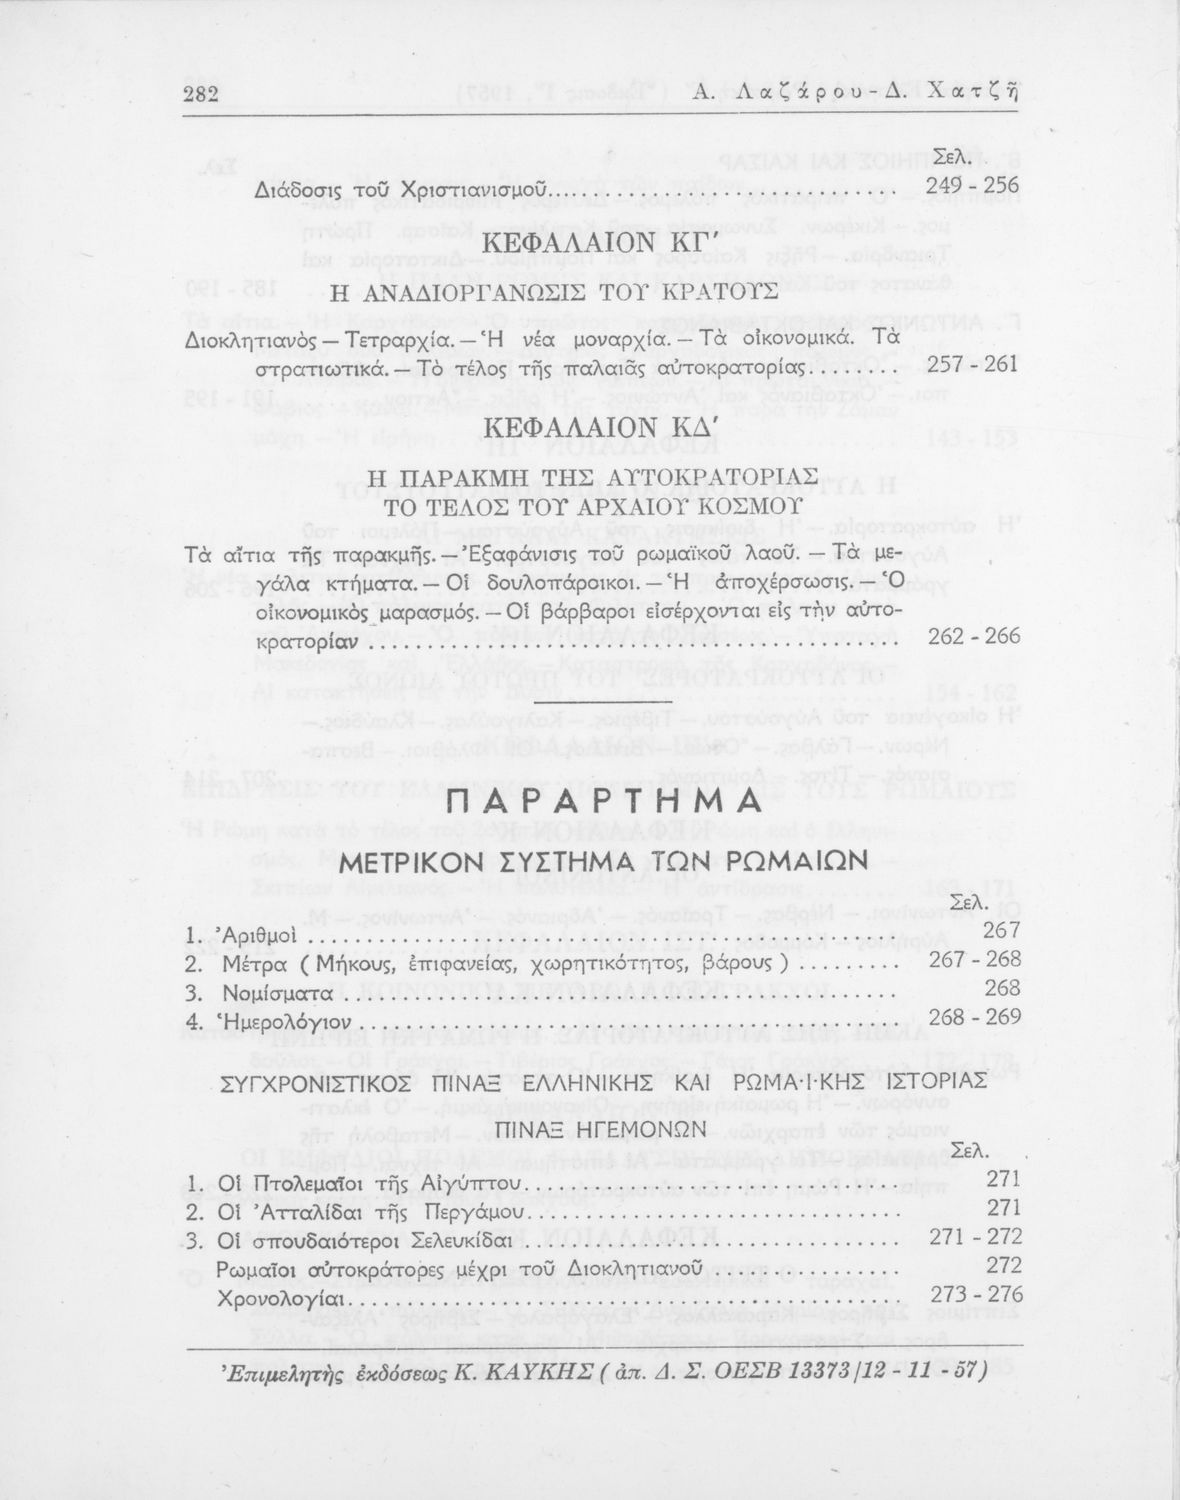 282 Α. Λαζάρου - Δ. Χατζῆ
Σελ.
Διάδοσις τοῦ Χριστιανισμοῦ.............................. 249 - 256
ΚΕΦΑΛΑΙΟΝ ΚΓ′
Η ΑΝΑΔΙΟΡΓΑΝΩΣΙΣ ΤΟΥ ΚΡΑΤΟΥΣ
Διοκλητιανὸς — Τετραρχία. — Ἡ νέα μοναρχία. — Τὰ οἰκονομικά. Τὰ
στρατιωτικά. — Τὸ τέλος τῆς παλαιᾶς αὐτοκρατορίας........ 257 - 261
ΚΕΦΑΛΑΙΟΝ ΚΔ′
Η ΠΑΡΑΚΜΗ ΤΗΣ ΑΥΤΟΚΡΑΤΟΡΙΑΣ
ΤΟ ΤΕΛΟΣ ΤΟΥ ΑΡΧΑΙΟΥ ΚΟΣΜΟΥ
Τὰ αἴτια τῆς παρακμῆς. — Ἐξαφάνισις τοῦ ρωμαϊκοῦ λαοῦ. — Τὰ με-
γάλα κτήματα. — Οἱ δουλοπάροικοι. — Ἡ ἀποχέρσωσις. — Ὁ
οἰκονομικὸς μαρασμός. — Οἱ βάρβαροι εἰσέρχονται εἰς τὴν αὐτο-
κρατορίαν ............................................. 262 - 266
ΠΑΡΑΡΤΗΜΑ
ΜΕΤΡΙΚΟΝ ΣΥΣΤΗΜΑ ΤΩΝ ΡΩΜΑΙΩΝ
Σελ.
1. Ἀριθμοὶ .................................................. 267
2. Μέτρα ( Μήκους, ἐπιφανείας, χωρητικότητος, βάρους ) ......... 267 - 268
3. Νομίσματα ............................................... 268
4. Ἡμερολόγιον .............................................. 268 - 269
ΣΥΓΧΡΟΝΙΣΤΙΚΟΣ ΠΙΝΑΞ ΕΛΛΗΝΙΚΗΣ ΚΑΙ ΡΩΜΑ·Ι·ΚΗΣ ΙΣΤΟΡΙΑΣ
ΠΙΝΑΞ ΗΓΕΜΟΝΩΝ
Σελ.
1. Οἱ Πτολεμαῖοι τῆς Αἰγύπτου................................ 271
2. Οἱ Ἀτταλίδαι τῆς Περγάμου................................ 271
3. Οἱ σπουδαιότεροι Σελευκίδαι ................................ 271 - 272
Ρωμαῖοι αὐτοκράτορες μέχρι τοῦ Διοκλητιανοῦ ................ 272
Χρονολογίαι............................................... 273 - 276
Ἐπιμελητὴς ἐκδόσεως Κ. ΚΑΥΚΗΣ ( ἀπ. Δ. Σ. ΟΕΣΒ 13373/12 - 11 - 57)